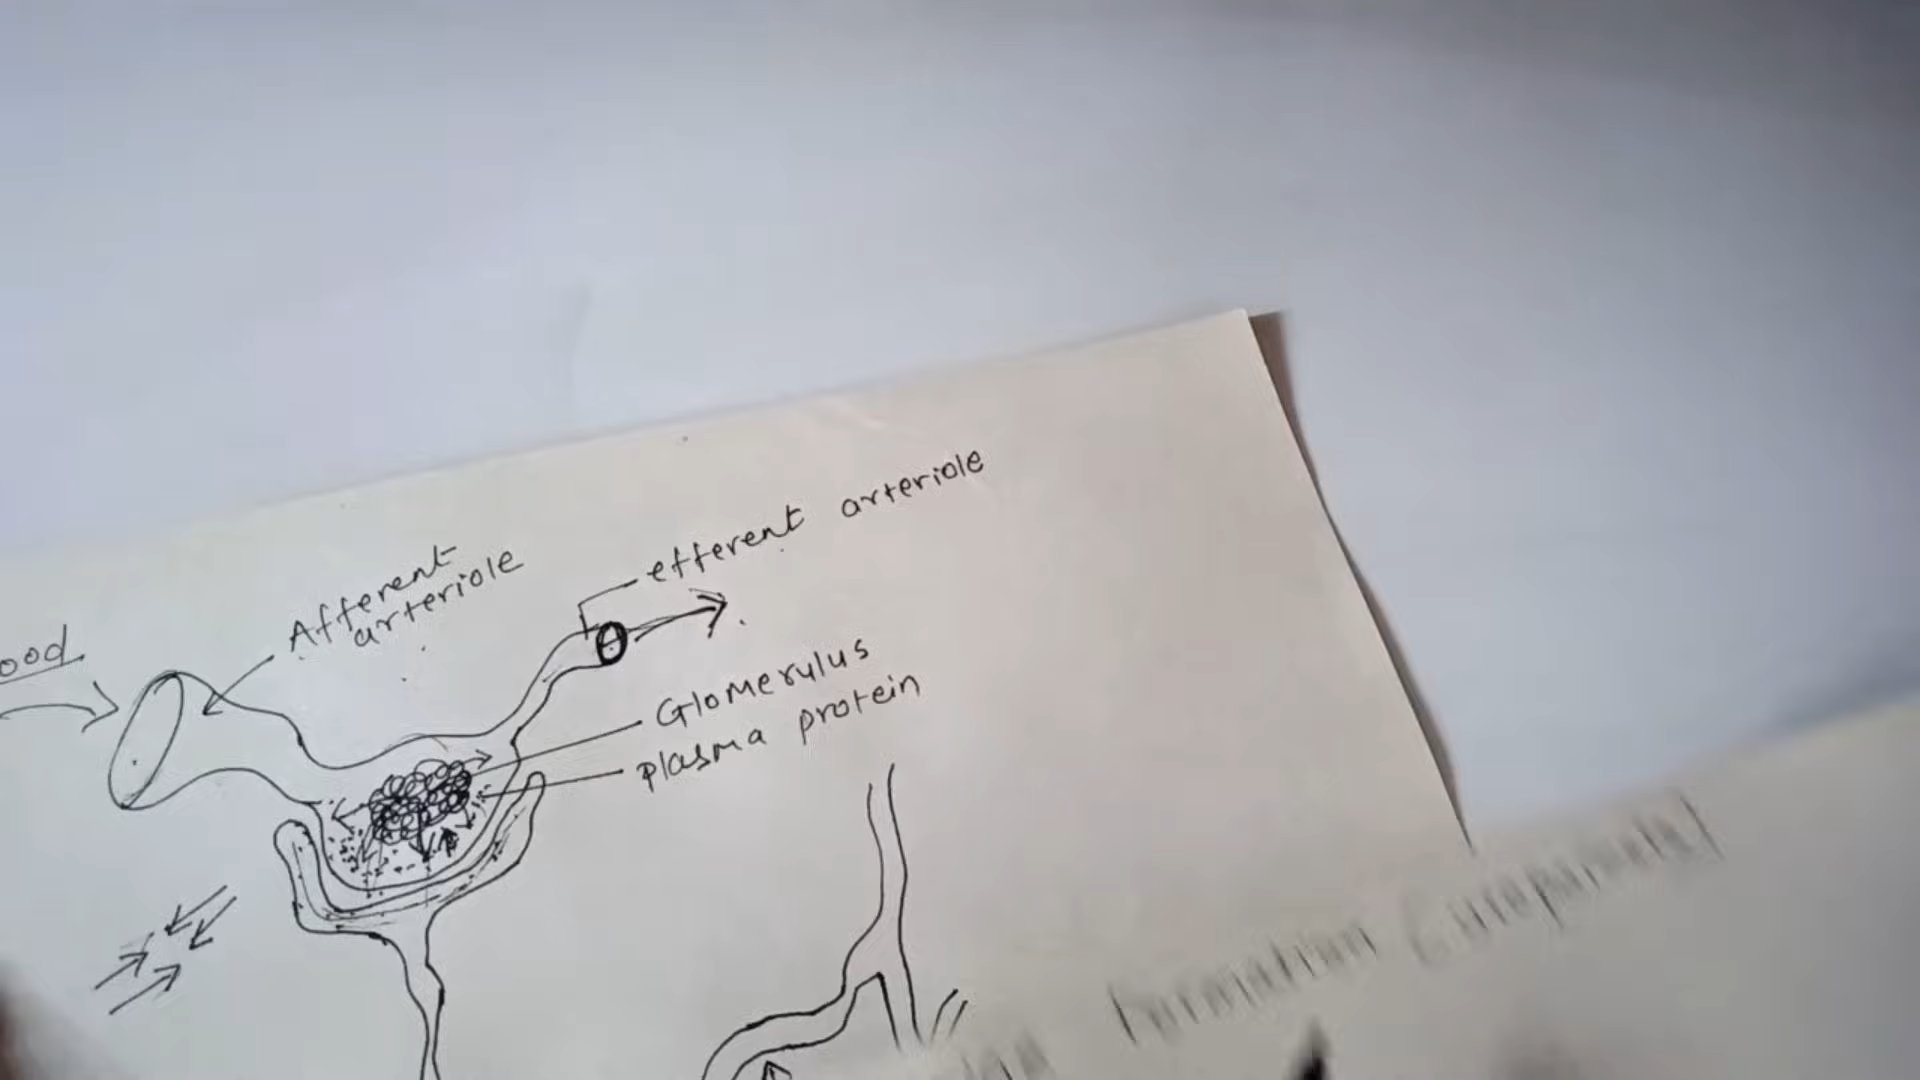 efferent arteriole
Afferent
arteriole
ood
Glomerulus
plasma protein